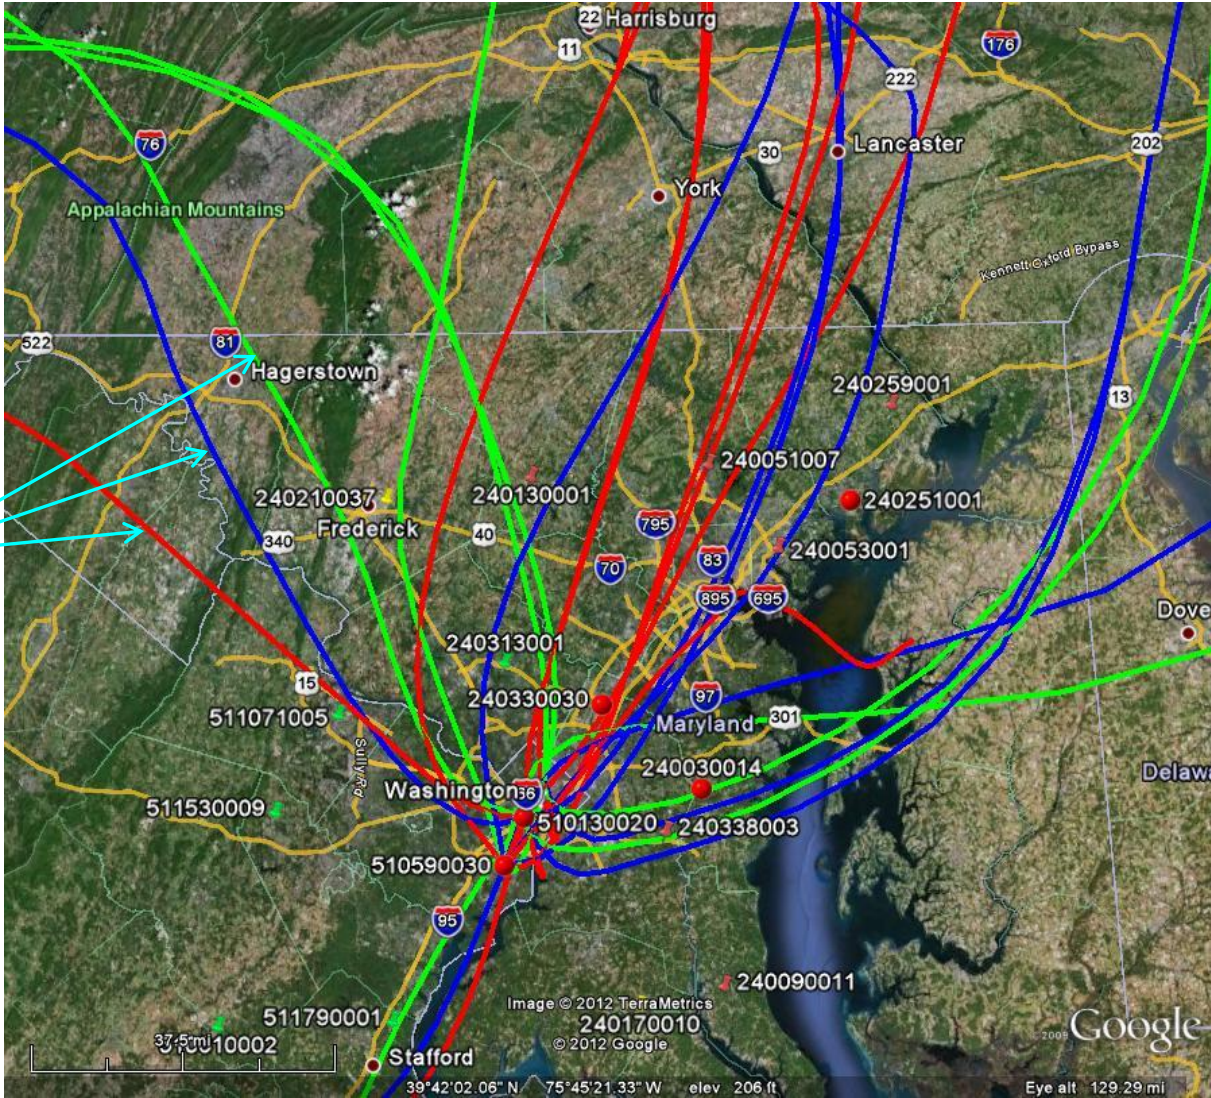 22 Harrisburg
11
176
222
76
202
30
Lancaster
York
Appalachian Mountains
Kennett Oxford Bypass
522
81
Hagerstown
240259001
13
240051007
240210037
240130001
240251001
Frederick
795
340
40
240053001
70
83
895
695
Dove
240313001
15
240330030
97
511071005
Maryland
301
Sully Rd
240030014
Delawa
Washington
66
511530009
510130020
240338003
510590030
95
240090011
Image © 2012 TerraMetrics
511790001
240170010
2009 Google
37.5 mi
© 2012 Google
Stafford
39°42'02.06" N 75°45'21.33" W elev 206 ft
Eye alt 129.29 mi